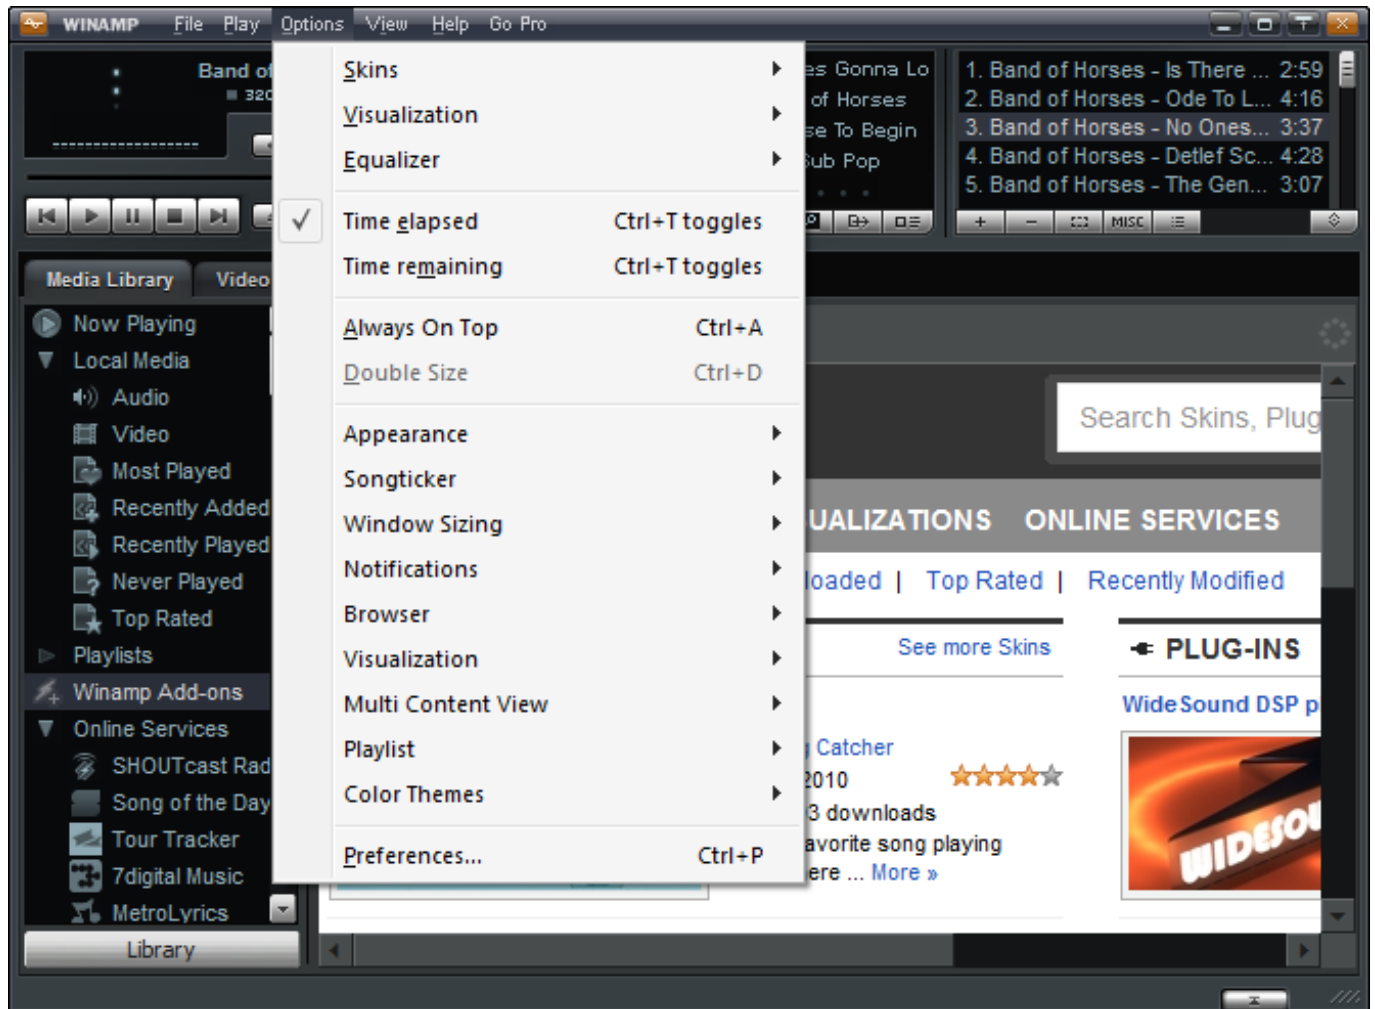 WINAMP File Play Options View Help Go Pro
Band of
320
Skins
Visualization
Equalizer
Time elapsed Ctrl+T toggles
Time remaining Ctrl+T toggles
Always On Top Ctrl+A
Double Size Ctrl+D
Appearance
Songticker
Window Sizing
Notifications
Browser
Visualization
Multi Content View
Playlist
Color Themes
Preferences... Ctrl+P
es Gonna Lo
of Horses
se To Begin
Sub Pop
1. Band of Horses - Is There ... 2:59
2. Band of Horses - Ode To L... 4:16
3. Band of Horses - No Ones... 3:37
4. Band of Horses - Detlef Sc... 4:28
5. Band of Horses - The Gen... 3:07
MISC
Media Library Video
Now Playing
Local Media
Audio
Video
Most Played
Recently Added
Recently Played
Never Played
Top Rated
Playlists
Winamp Add-ons
Online Services
SHOUTcast Rad
Song of the Day
Tour Tracker
7digital Music
MetroLyrics
Library
Search Skins, Plug
UALIZATIONS ONLINE SERVICES
loaded | Top Rated | Recently Modified
See more Skins
PLUG-INS
WideSound DSP p
g Catcher
2010
3 downloads
avorite song playing
ere ... More »
WIDESOU